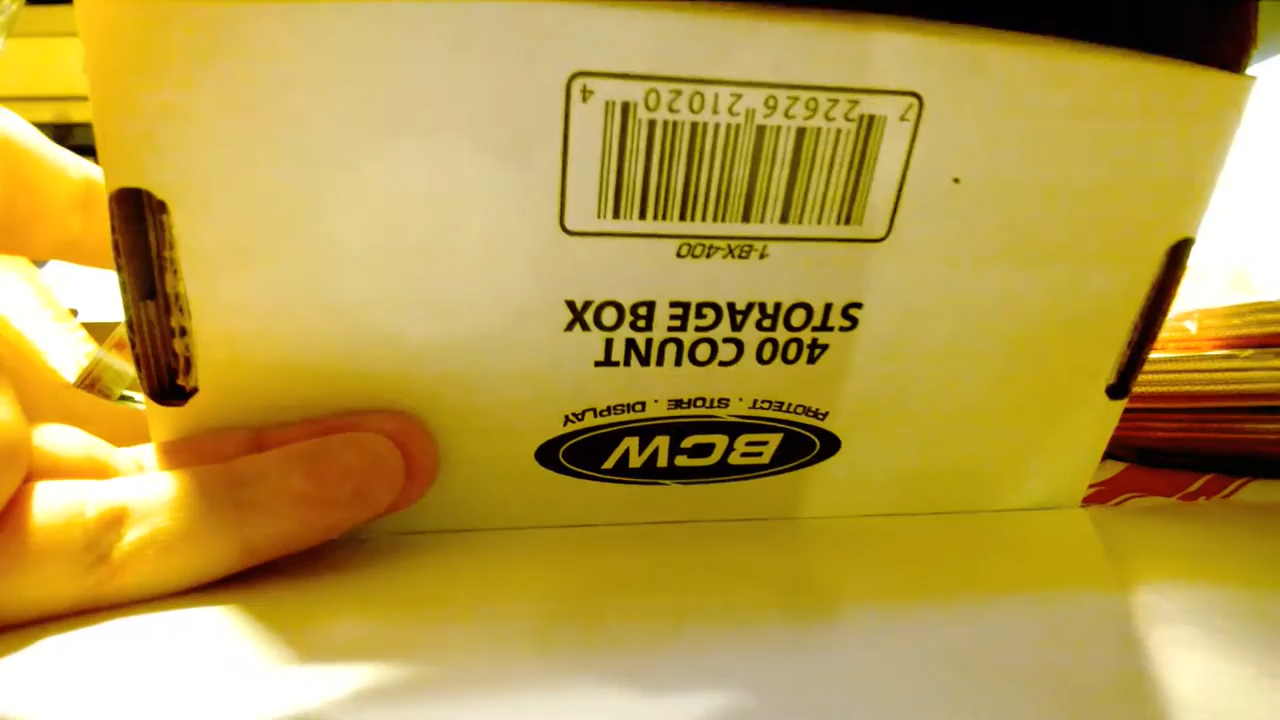 BCW
PROTECT . STORE . DISPLAY
400 COUNT
STORAGE BOX
1-BX-400
7 22626 21020 4